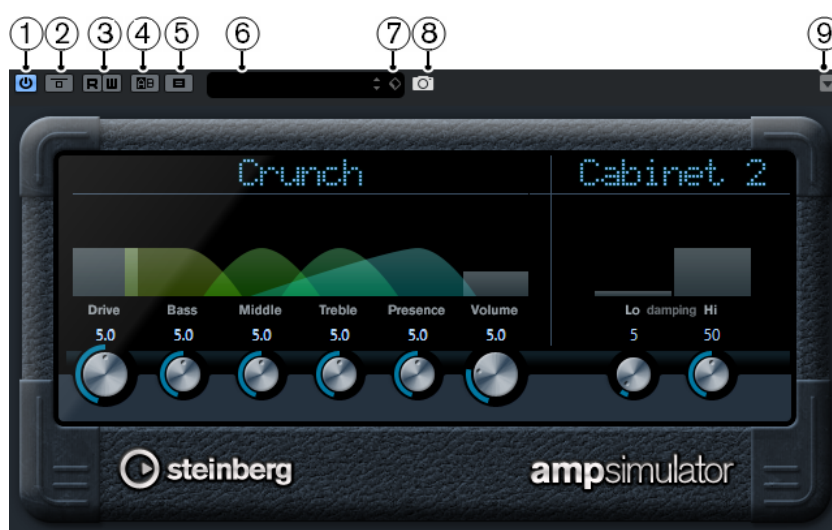 1 2 3 4 5 6 7 8 9
R W A B
Crunch Cabinet 2
Drive Bass Middle Treble Presence Volume Lo damping Hi
5.0 5.0 5.0 5.0 5.0 5.0 5 50
steinberg ampsimulator